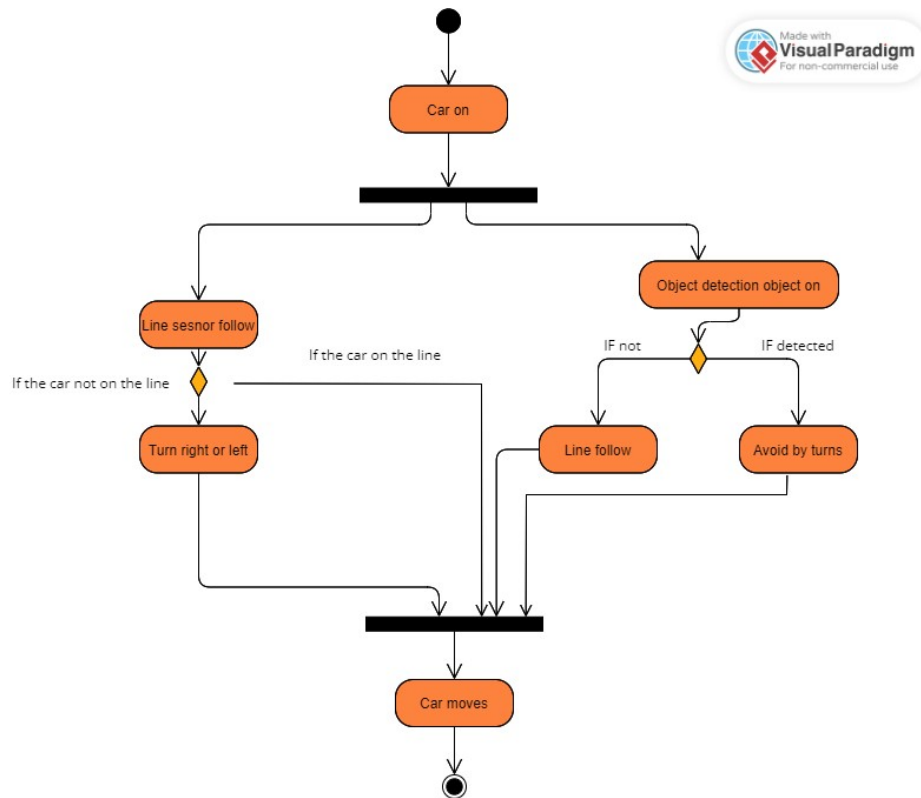 Made with
Visual Paradigm
For non-commercial use
Car on
Object detection object on
Line sesnor follow
IF not
IF detected
If the car on the line
If the car not on the line
Turn right or left
Line follow
Avoid by turns
Car moves